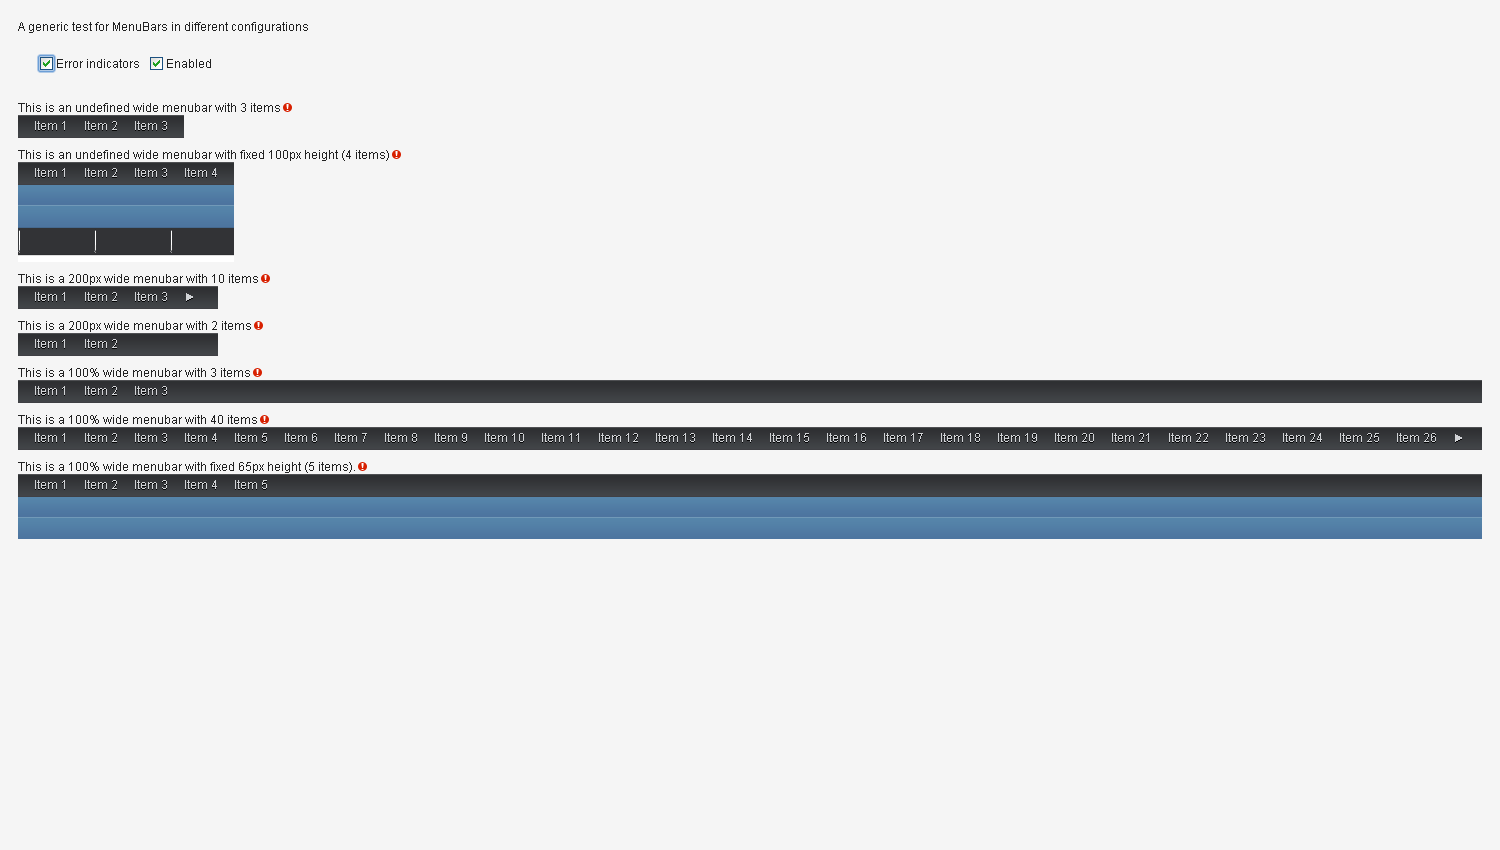 A generic test for MenuBars in different configurations
Error indicators Enabled
This is an undefined wide menubar with 3 items
Item 1 Item 2 Item 3
This is an undefined wide menubar with fixed 100px height (4 items)
Item 1 Item 2 Item 3 Item 4
This is a 200px wide menubar with 10 items
Item 1 Item 2 Item 3
This is a 200px wide menubar with 2 items
Item 1 Item 2
This is a 100% wide menubar with 3 items
Item 1 Item 2 Item 3
This is a 100% wide menubar with 40 items
Item 1 Item 2 Item 3 Item 4 Item 5 Item 6 Item 7 Item 8 Item 9 Item 10 Item 11 Item 12 Item 13 Item 14 Item 15 Item 16 Item 17 Item 18 Item 19 Item 20 Item 21 Item 22 Item 23 Item 24 Item 25 Item 26
This is a 100% wide menubar with fixed 65px height (5 items).
Item 1 Item 2 Item 3 Item 4 Item 5